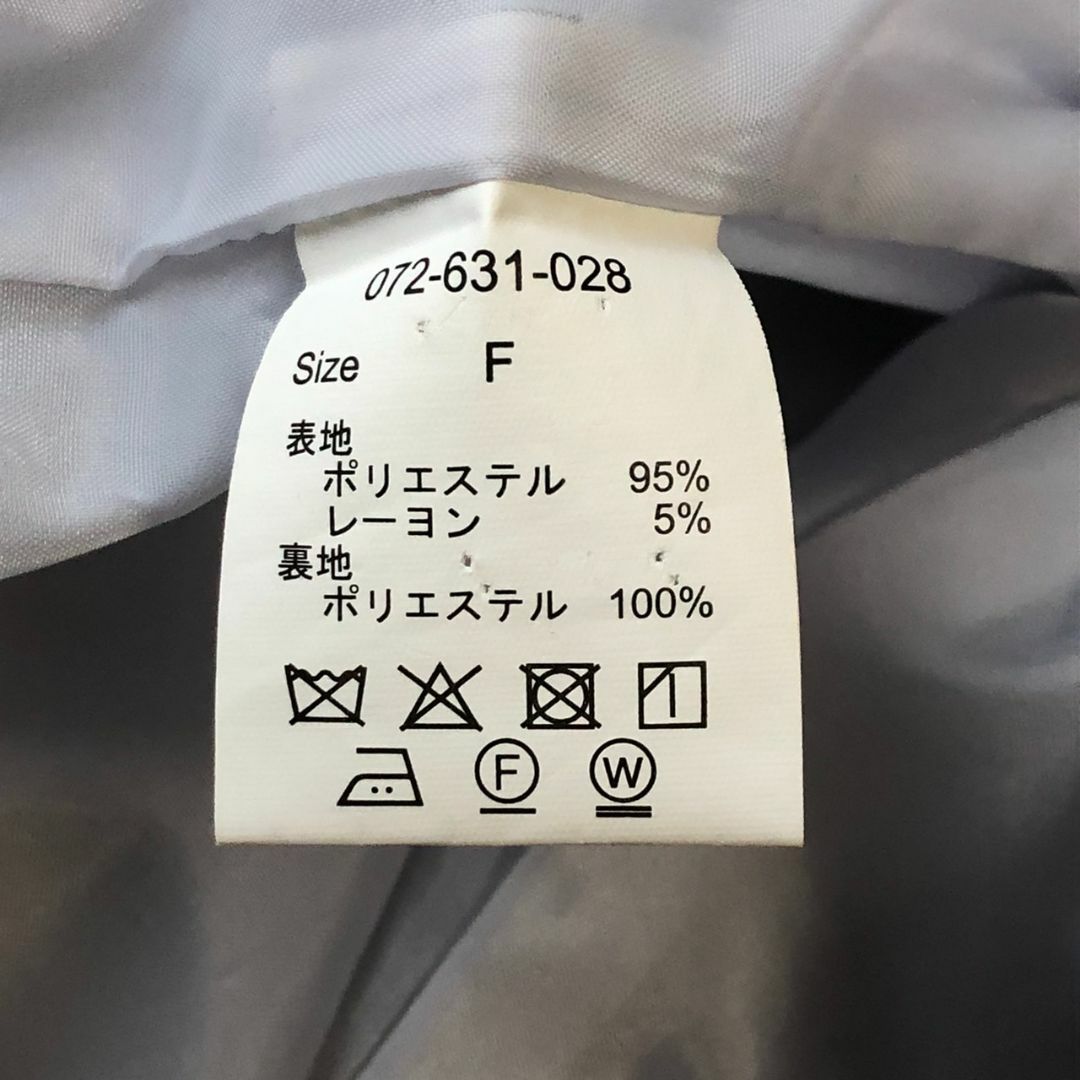 072-631-028
Size F
表地
ポリエステル 95%
レーヨン 5%
裏地
ポリエステル 100%
F W